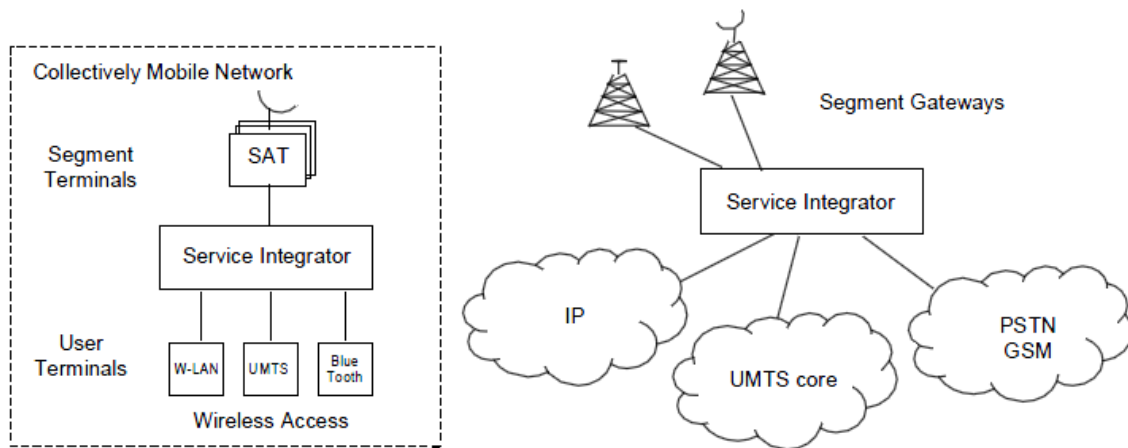 Collectively Mobile Network
Segment
Terminals
SAT
Service Integrator
User
Terminals
W-LAN
UMTS
Blue
Tooth
Wireless Access
Segment Gateways
Service Integrator
IP
UMTS core
PSTN
GSM